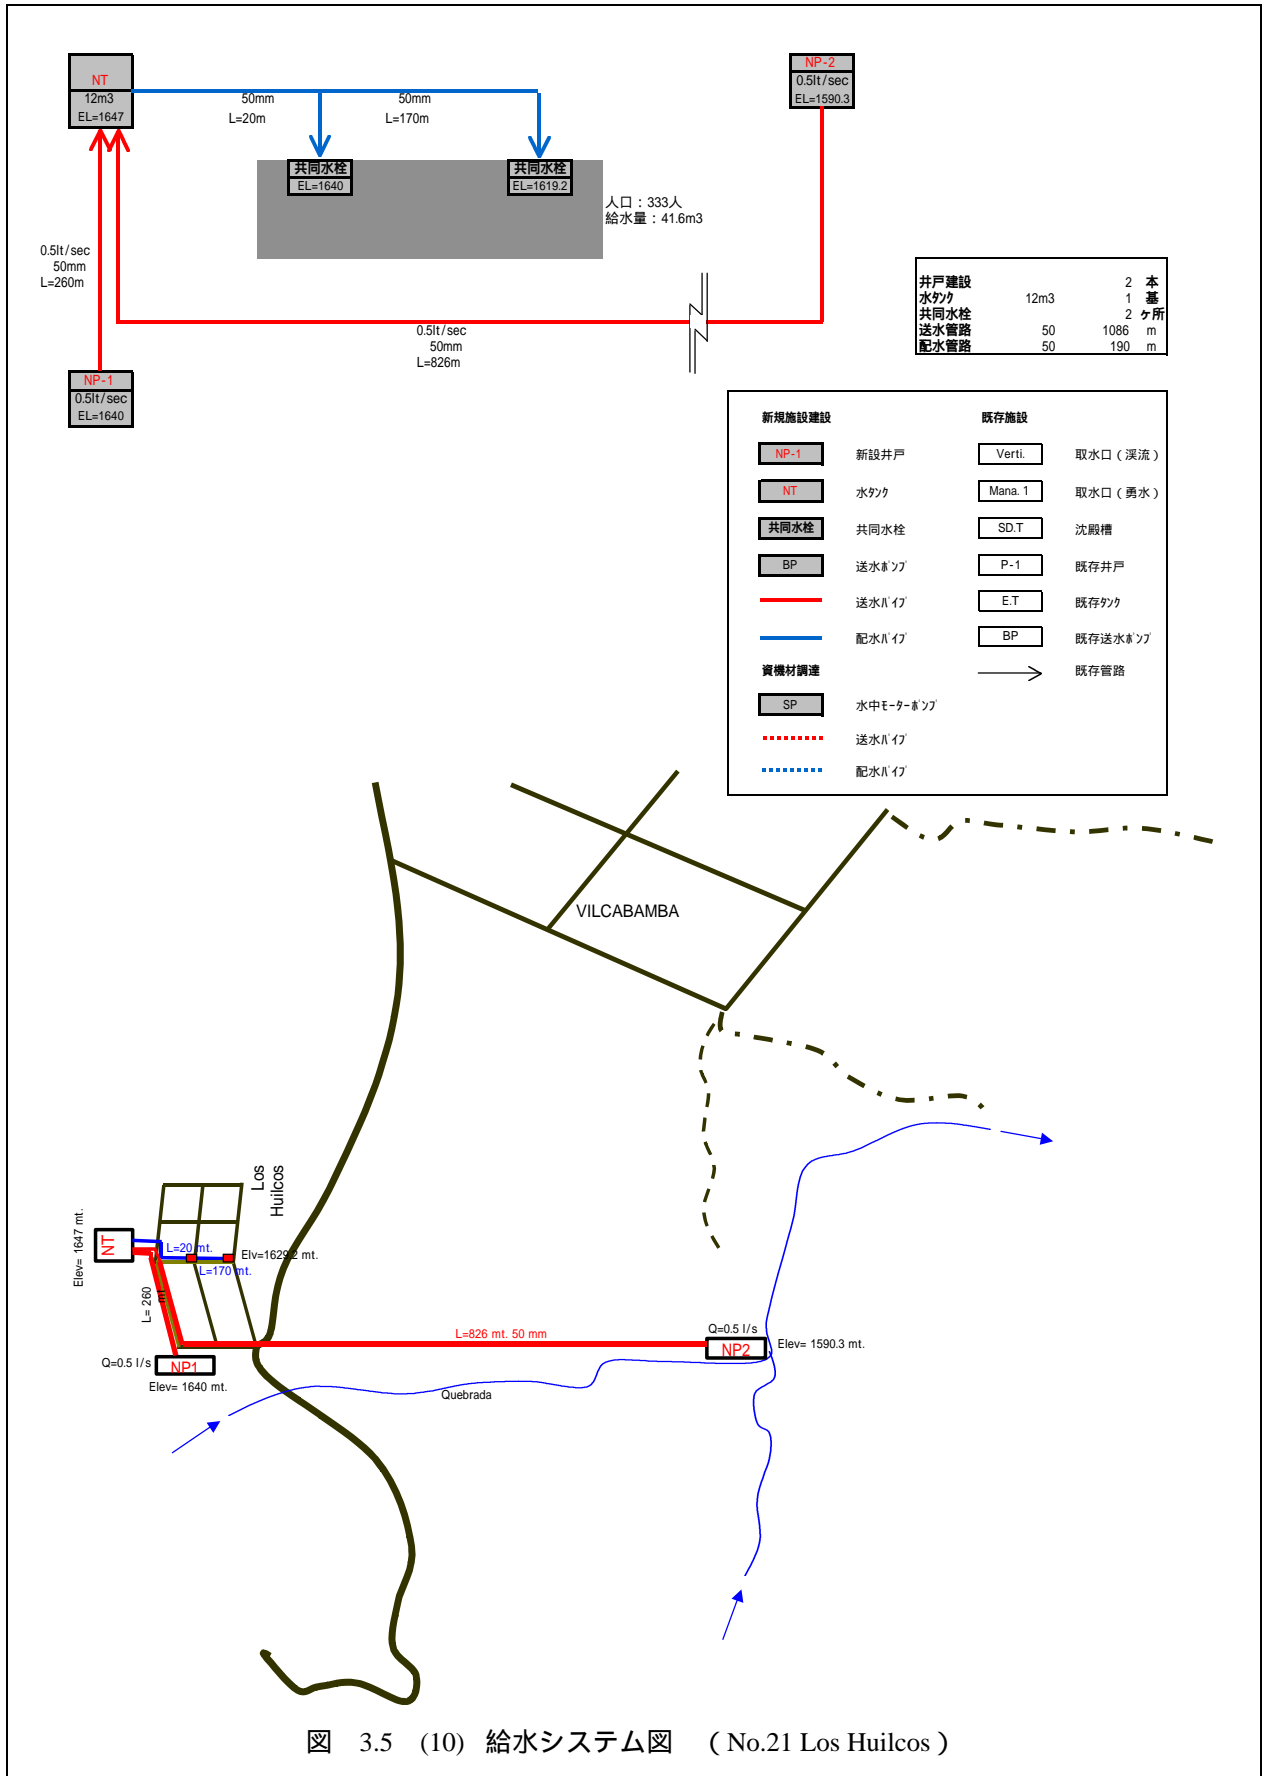 NT
12m3
EL=1647
50mm
L=20m
50mm
L=170m
NP-2
0.5lt/sec
EL=1590.3
共同水栓
EL=1640
共同水栓
EL=1619.2
人口：333人
給水量：41.6m3
0.5lt/sec
50mm
L=260m
0.5lt/sec
50mm
L=826m
NP-1
0.5lt/sec
EL=1640
井戸建設 2 本
水ﾀﾝｸ 12m3 1 基
共同水栓 2 ヶ所
送水管路 50 1086 m
配水管路 50 190 m
新規施設建設 既存施設
NP-1 新設井戸 Verti. 取水口（渓流）
NT 水ﾀﾝｸ Mana. 1 取水口（勇水）
共同水栓 共同水栓 SD.T 沈殿槽
BP 送水ﾎﾟﾝﾌﾟ P-1 既存井戸
送水ﾊﾟｲﾌﾟ E.T 既存ﾀﾝｸ
配水ﾊﾟｲﾌﾟ BP 既存送水ﾎﾟﾝﾌﾟ
資機材調達 既存管路
SP 水中ﾓｰﾀｰﾎﾟﾝﾌﾟ
送水ﾊﾟｲﾌﾟ
配水ﾊﾟｲﾌﾟ
VILCABAMBA
Los
Huilcos
Elev= 1647 mt.
NT
L=20 mt.
L=170 mt.
Elv=1629.2 mt.
L= 260
mt.
L=826 mt. 50 mm
Q=0.5 l/s
NP2
Elev= 1590.3 mt.
Q=0.5 l/s
NP1
Elev= 1640 mt.
Quebrada
図 3.5 (10) 給水システム図 （No.21 Los Huilcos）